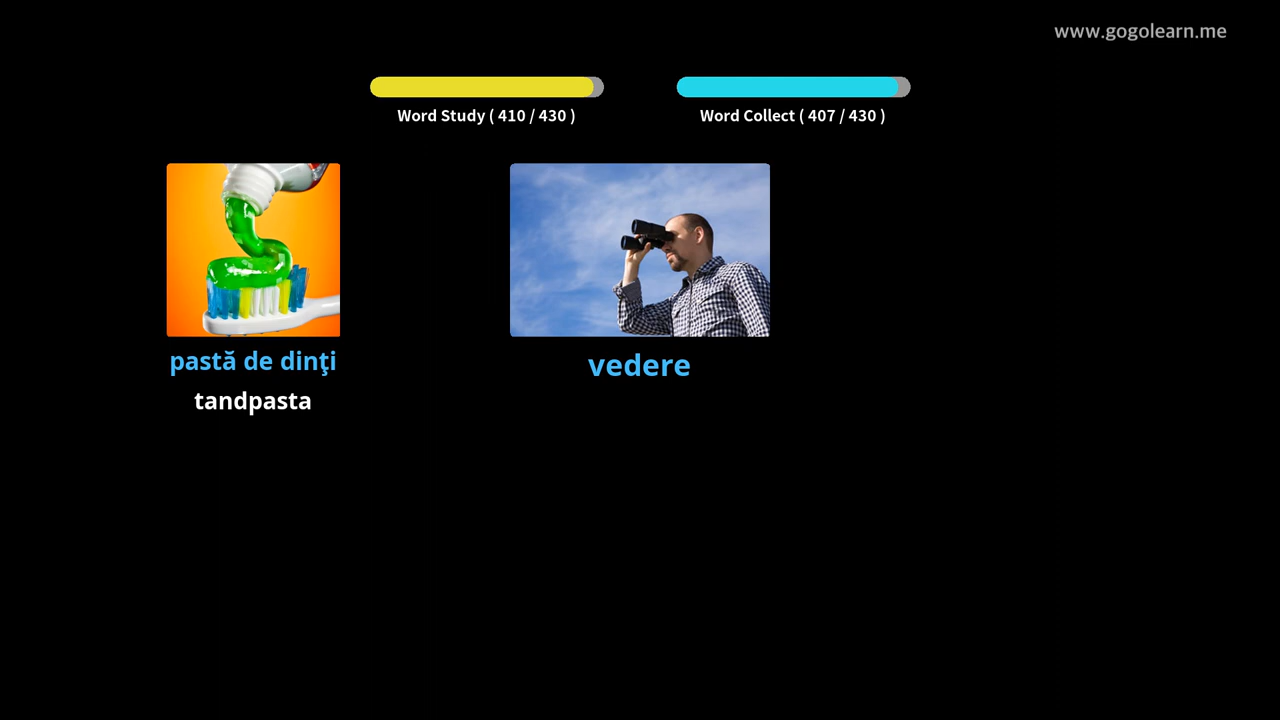 www.gogolearn.me
Word Study ( 410 / 430 )
Word Collect ( 407 / 430 )
pastă de dinţi
tandpasta
vedere